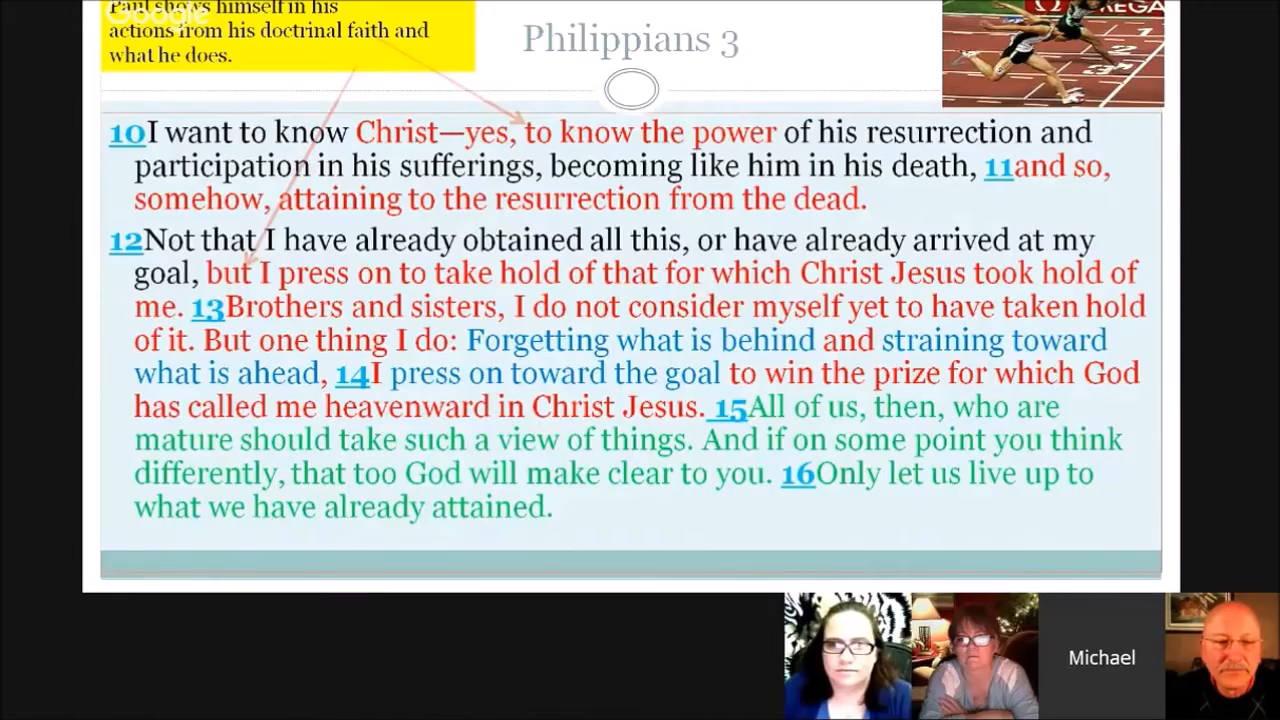 Paul shows himself in his
Google
actions from his doctrinal faith and
what he does.
Philippians 3
EGA
1
2
3
10I want to know Christ—yes, to know the power of his resurrection and
participation in his sufferings, becoming like him in his death, 11and so,
somehow, attaining to the resurrection from the dead.
12Not that I have already obtained all this, or have already arrived at my
goal, but I press on to take hold of that for which Christ Jesus took hold of
me. 13Brothers and sisters, I do not consider myself yet to have taken hold
of it. But one thing I do: Forgetting what is behind and straining toward
what is ahead, 14I press on toward the goal to win the prize for which God
has called me heavenward in Christ Jesus. 15All of us, then, who are
mature should take such a view of things. And if on some point you think
differently, that too God will make clear to you. 16Only let us live up to
what we have already attained.
Michael